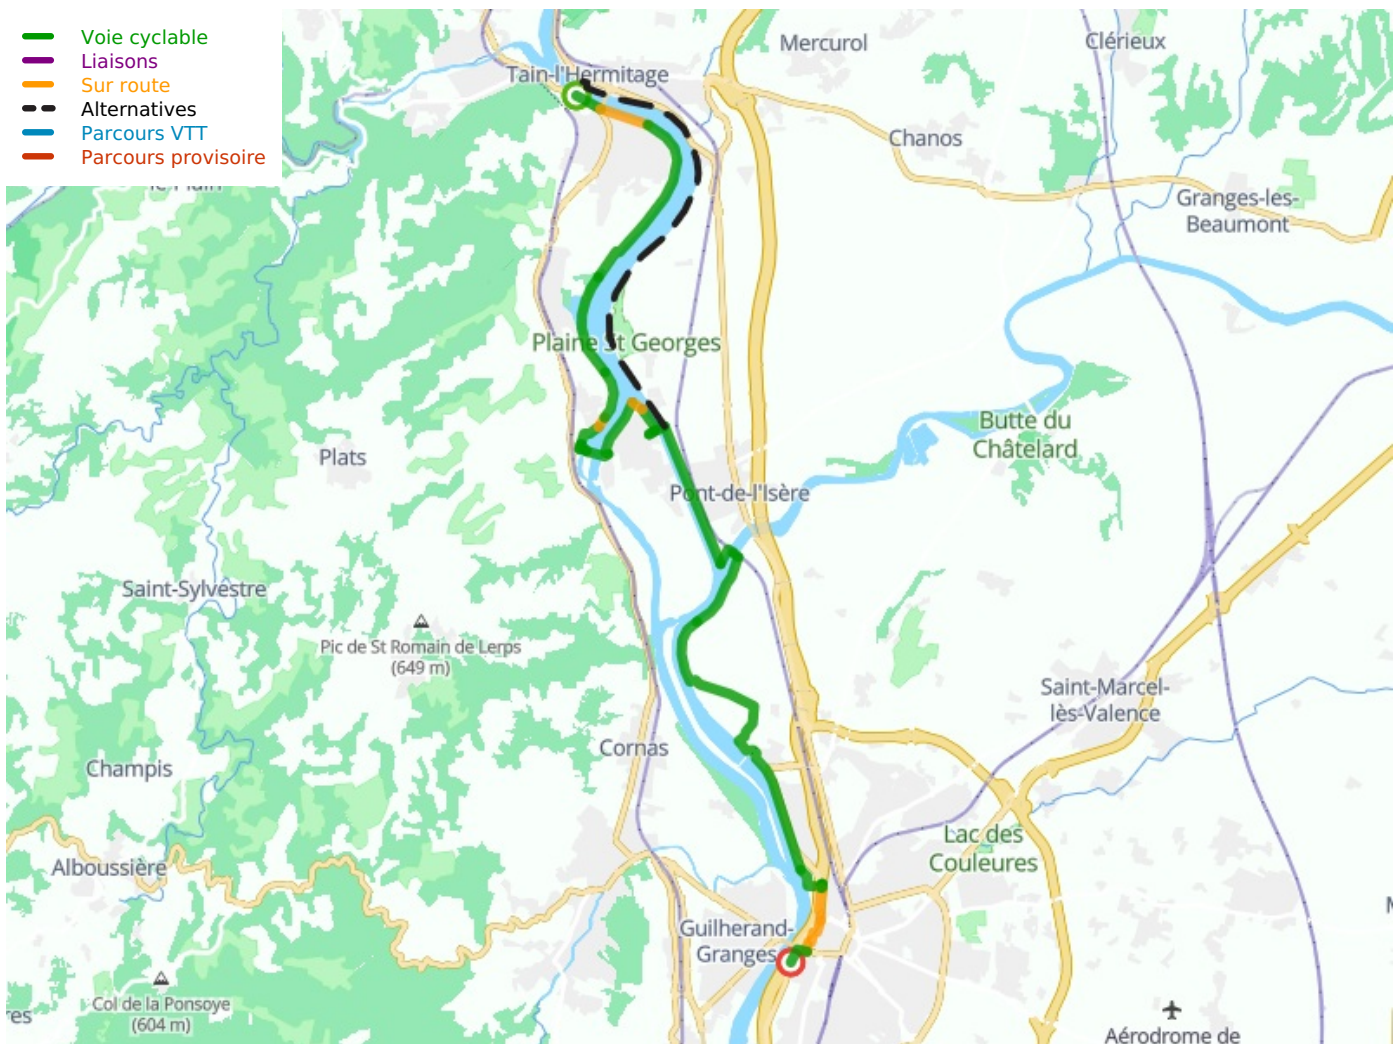 Voie cyclable
Liaisons
Sur route
Alternatives
Parcours VTT
Parcours provisoire
Mercurol
Clérieux
Tain-l'Hermitage
Chanos
Granges-les-
Beaumont
Plaine St Georges
Butte du
Châtelard
Plats
Pont-de-l'Isère
Saint-Sylvestre
Pic de St Romain de Lerps
(649 m)
Saint-Marcel-
lès-Valence
Cornas
Champis
Lac des
Couleures
Alboussière
Guilherand-
Granges
Col de la Ponsoye
(604 m)
res
Aérodrome de